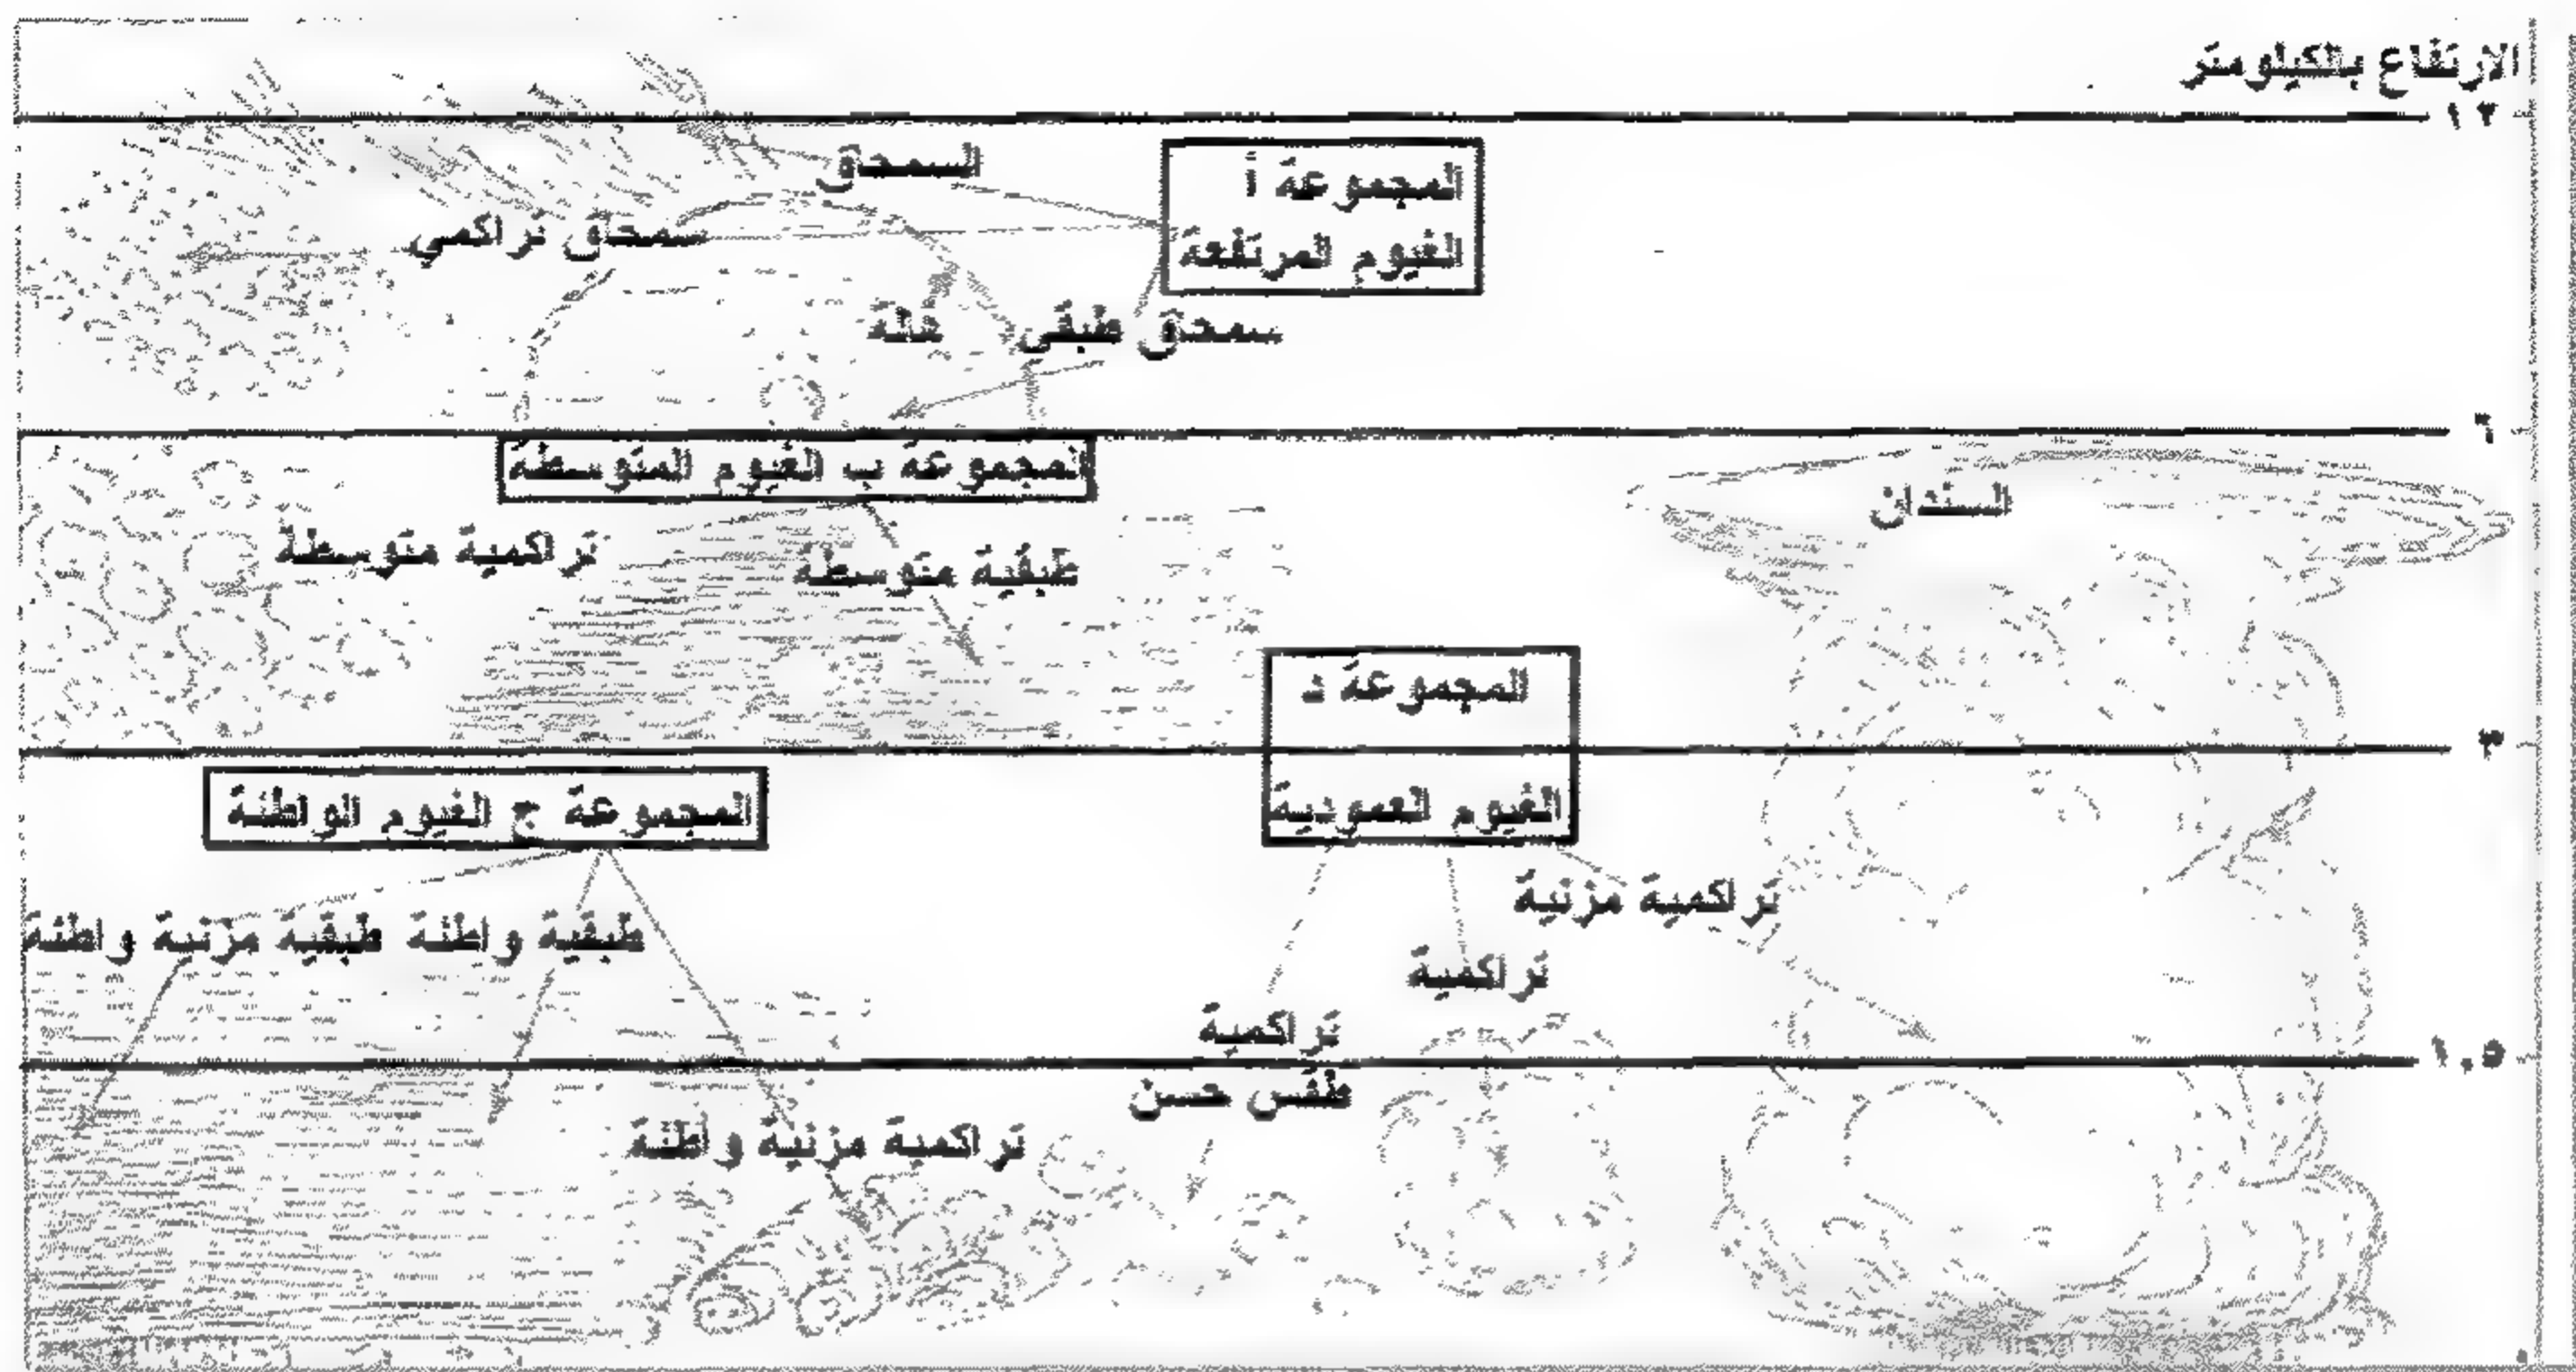 الارتفاع بالكيلومتر
١٢
المجموعة أ
الغيوم المرتفعة
السمحاق
سمحاق تراكمي
سمحاق طبقي
هالة
٦
المجموعة ب الغيوم المتوسطة
السندان
طبقية متوسطة
تراكمية متوسطة
المجموعة د
٣
الغيوم العمودية
المجموعة ج الغيوم الواطئة
تراكمية مزنية
تراكمية
تراكمية
طقس حسن
طبقية واطئة
طبقية مزنية واطئة
١.٥
تراكمية مزنية واطئة